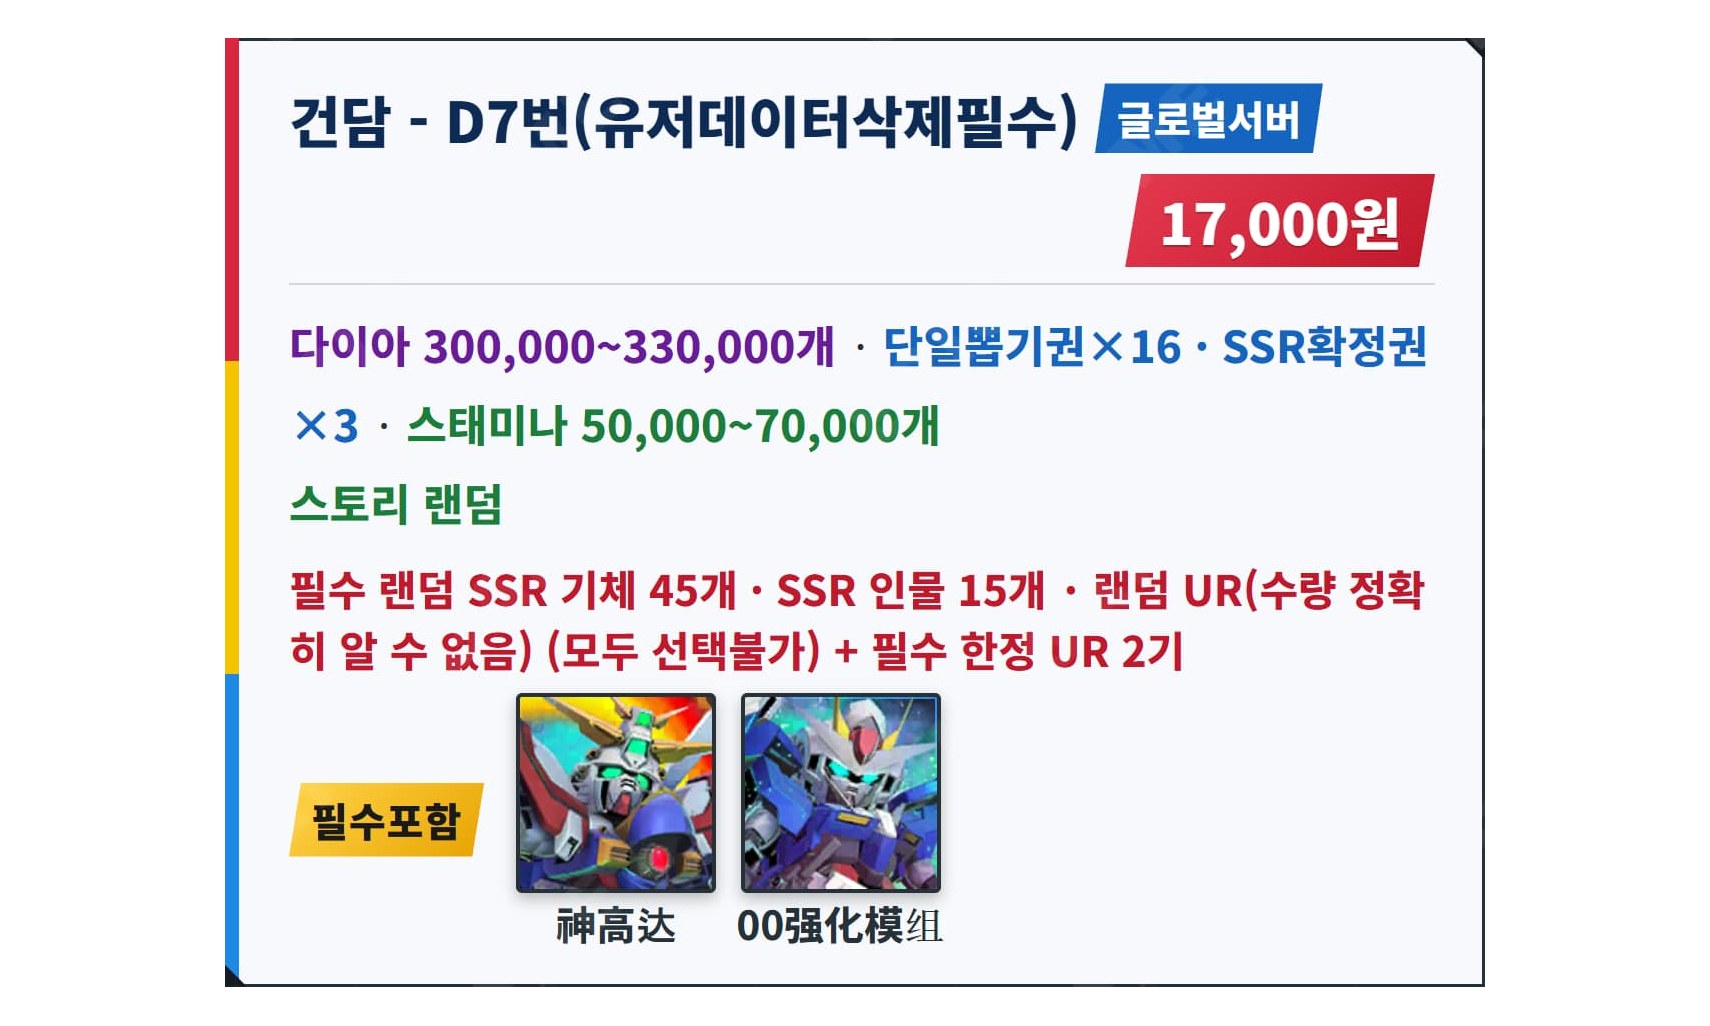 건담 - D7번(유저데이터삭제필수) 글로벌서버
17,000원
다이아 300,000~330,000개 · 단일뽑기권×16 · SSR확정권
×3 · 스태미나 50,000~70,000개
스토리 랜덤
필수 랜덤 SSR 기체 45개 · SSR 인물 15개 · 랜덤 UR(수량 정확
히 알 수 없음) (모두 선택불가) + 필수 한정 UR 2기
필수포함
神高达
00强化模组